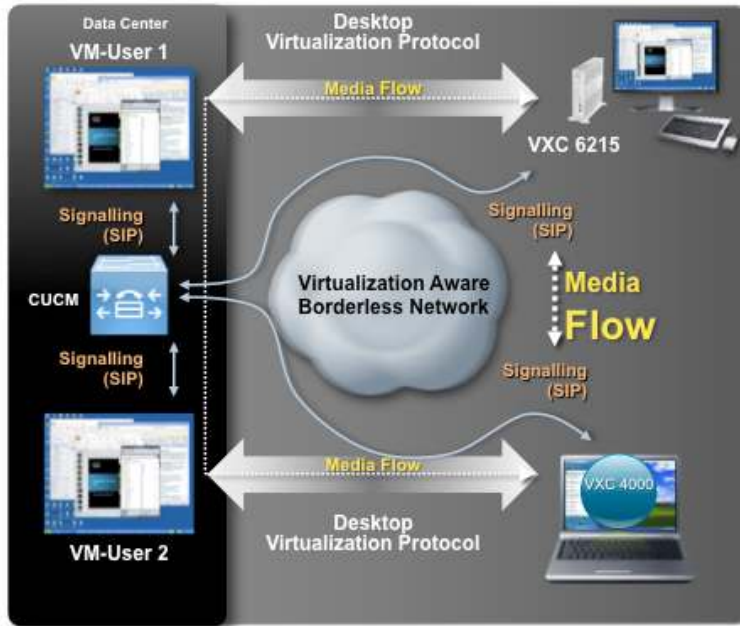 Data Center
VM-User 1
Desktop
Virtualization Protocol
Media Flow
VXC 6215
Signalling
(SIP)
Signalling
(SIP)
CUCM
Virtualization Aware
Borderless Network
Media
Flow
Signalling
(SIP)
Signalling
(SIP)
Media Flow
VXC 4000
Desktop
Virtualization Protocol
VM-User 2